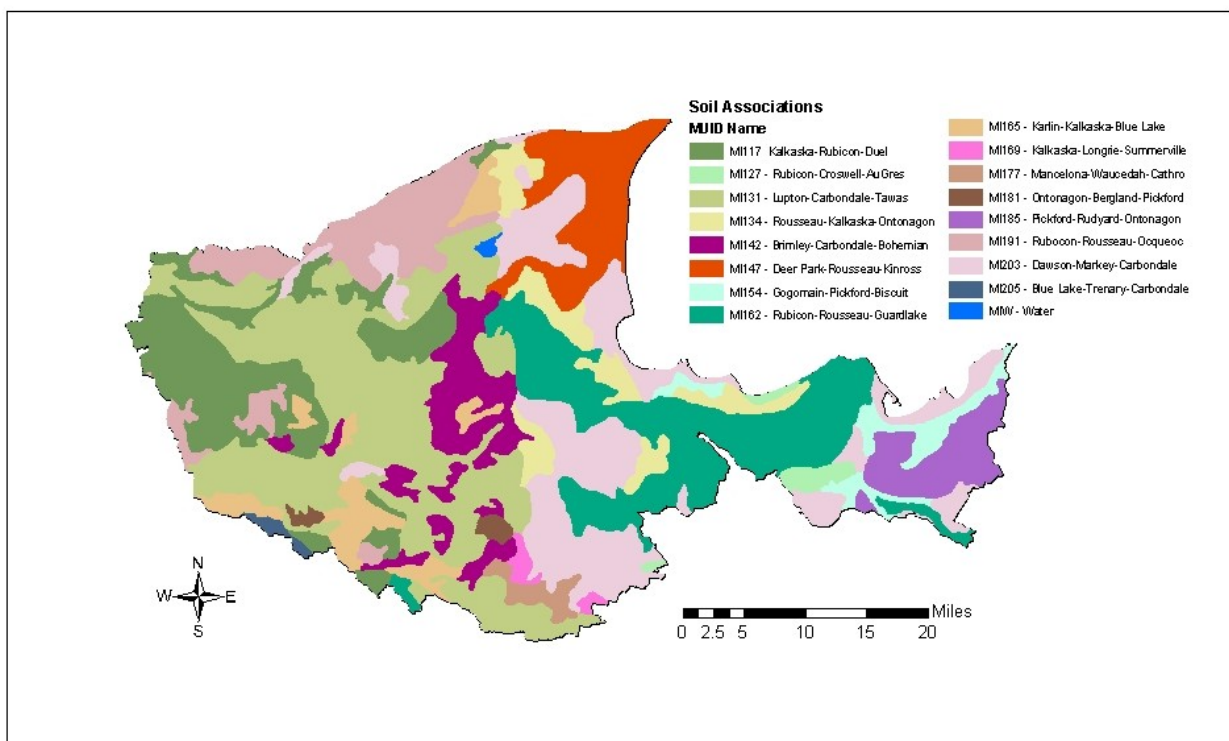 Soil Associations
MUID Name
MI117 Kalkaska-Rubicon-Duel
MI127 - Rubicon-Croswell-AuGres
MI131 - Lupton-Carbondale-Tawas
MI134 - Rousseau-Kalkaska-Ontonagon
MI142 - Brimley-Carbondale-Bohemian
MI147 - Deer Park-Rousseau-Kinross
MI154 - Gogomain-Pickford-Biscuit
MI162 - Rubicon-Rousseau-Guardlake
MI165 - Karlin-Kalkaska-Blue Lake
MI169 - Kalkaska-Longrie-Summerville
MI177 - Mancelona-Waucedah-Cathro
MI181 - Ontonagon-Bergland-Pickford
MI185 - Pickford-Rudyard-Ontonagon
MI191 - Rubocon-Rousseau-Ocqueoc
MI203 - Dawson-Markey-Carbondale
MI205 - Blue Lake-Trenary-Carbondale
MIW - Water
N
W E
S
Miles
0 2.5 5 10 15 20